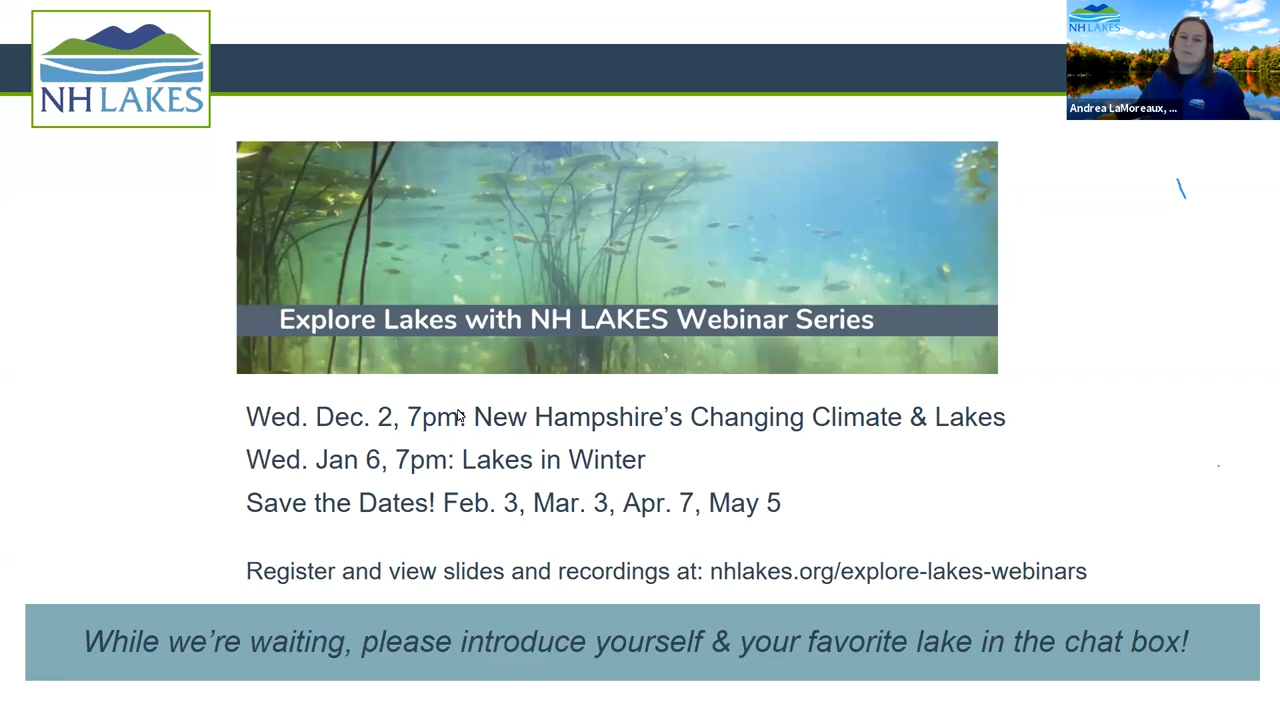 NH LAKES
NH LAKES
Andrea LaMoreaux, ...
Explore Lakes with NH LAKES Webinar Series
Wed. Dec. 2, 7pm: New Hampshire’s Changing Climate & Lakes
Wed. Jan 6, 7pm: Lakes in Winter
Save the Dates! Feb. 3, Mar. 3, Apr. 7, May 5
Register and view slides and recordings at: nhlakes.org/explore-lakes-webinars
While we’re waiting, please introduce yourself & your favorite lake in the chat box!